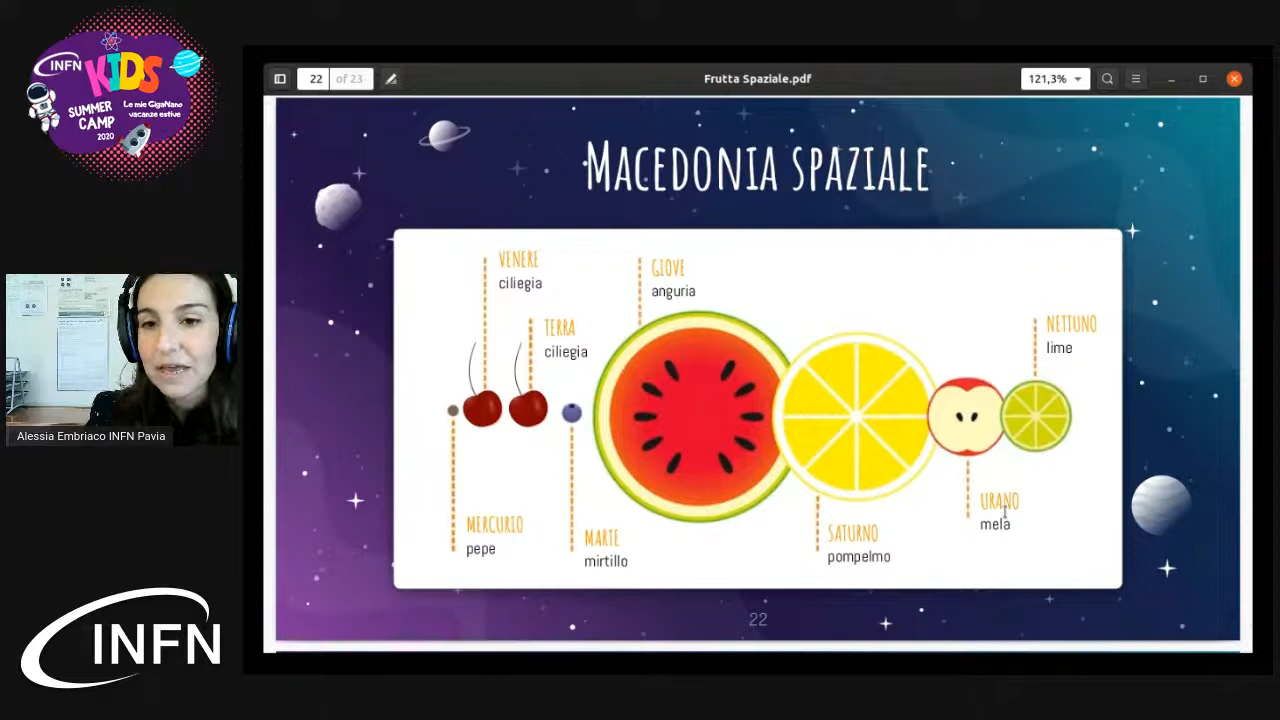 INFN
KIDS
SUMMER
CAMP
2020
Le mie GigaNano
vacanze estive
22 of 23
Frutta Spaziale.pdf
121,3%
MACEDONIA SPAZIALE
VENERE
ciliegia
TERRA
ciliegia
GIOVE
anguria
NETTUNO
lime
MERCURIO
pepe
MARTE
mirtillo
SATURNO
pompelmo
URANO
mela
22
Alessia Embriaco INFN Pavia
INFN